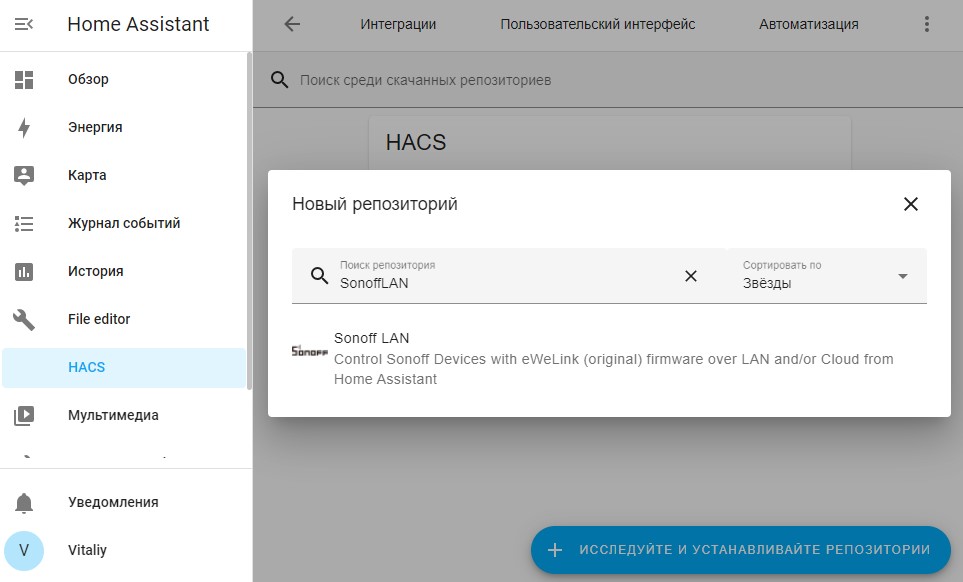 Home Assistant
Интеграции
Пользовательский интерфейс
Автоматизация
Обзор
Энергия
Карта
Журнал событий
История
File editor
HACS
Мультимедиа
Уведомления
V
Vitaliy
Поиск среди скачанных репозиториев
HACS
Новый репозиторий
Поиск репозитория
SonoffLAN
Сортировать по
Звёзды
Sonoff
Sonoff LAN
Control Sonoff Devices with eWeLink (original) firmware over LAN and/or Cloud from
Home Assistant
ИССЛЕДУЙТЕ И УСТАНАВЛИВАЙТЕ РЕПОЗИТОРИИ